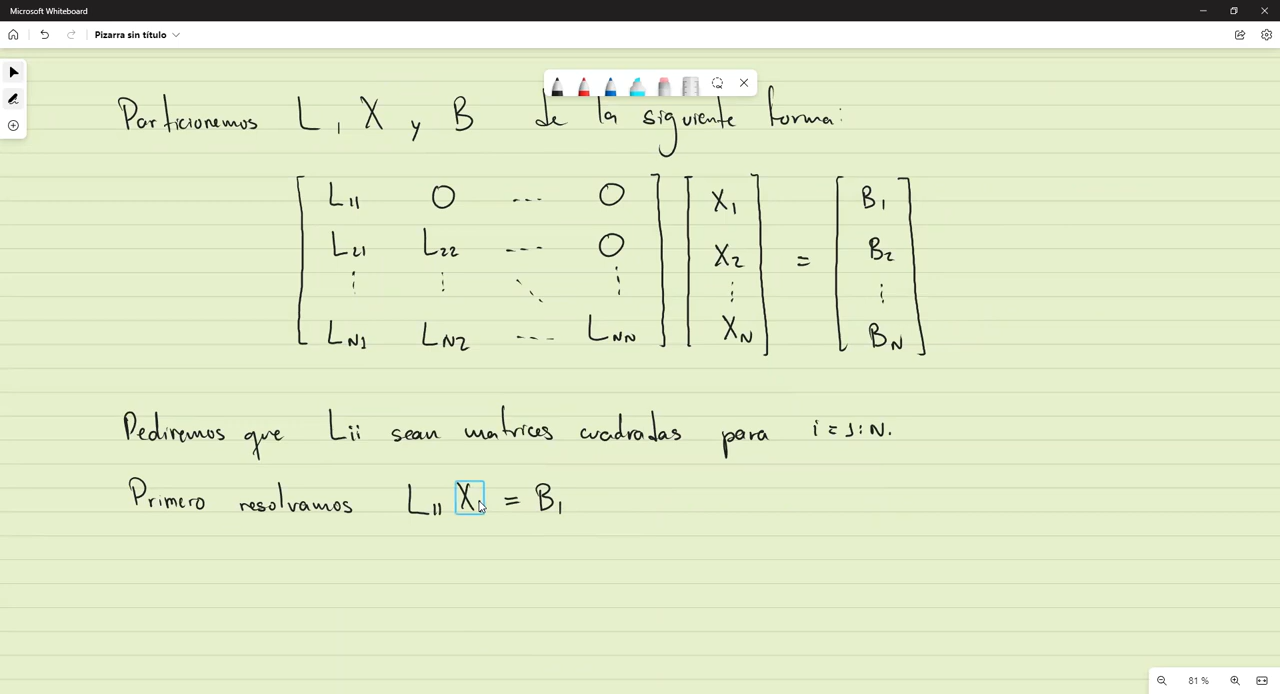 Microsoft Whiteboard
Pizarra sin título
Particionemos L, X y B de la siguiente forma:
L11 0 ... 0 X1 B1
L21 L22 ... 0 X2 = B2
⋮ ⋮ ⋱ ⋮ ⋮ ⋮
LN1 LN2 ... LNN XN BN
Pediremos que Lii sean matrices cuadradas para i = 1:N.
Primero resolvamos L11 X1 = B1
81 %